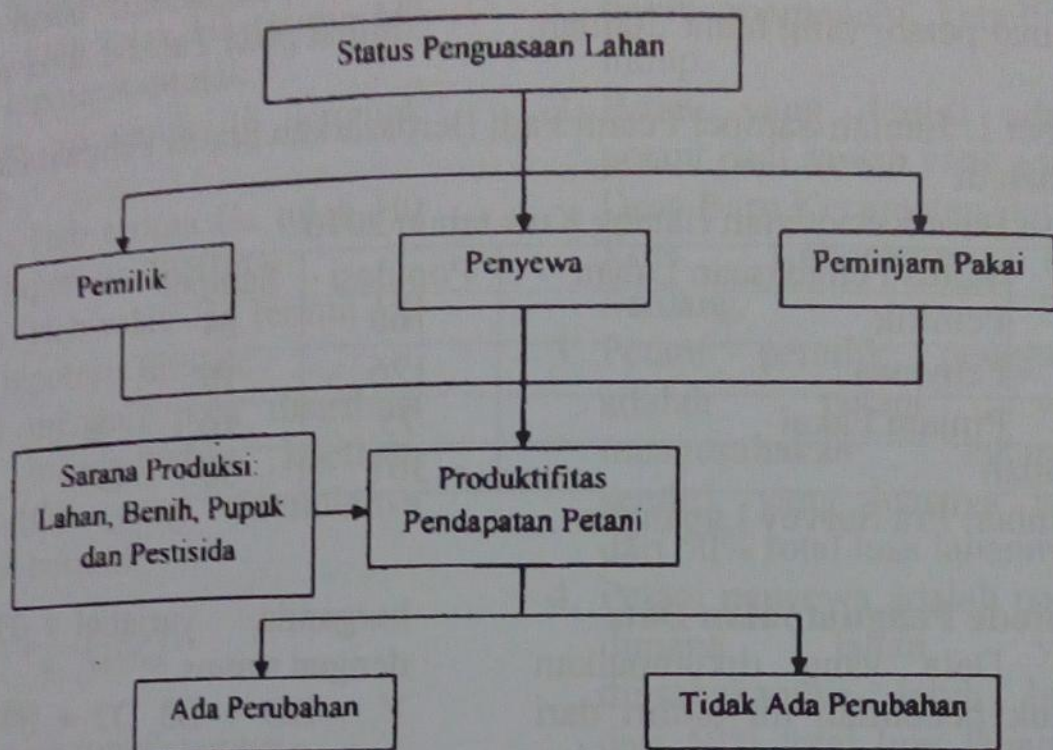 Status Penguasaan Lahan
Pemilik
Penyewa
Peminjam Pakai
Sarana Produksi:
Lahan, Benih, Pupuk
dan Pestisida
Produktifitas
Pendapatan Petani
Ada Perubahan
Tidak Ada Perubahan